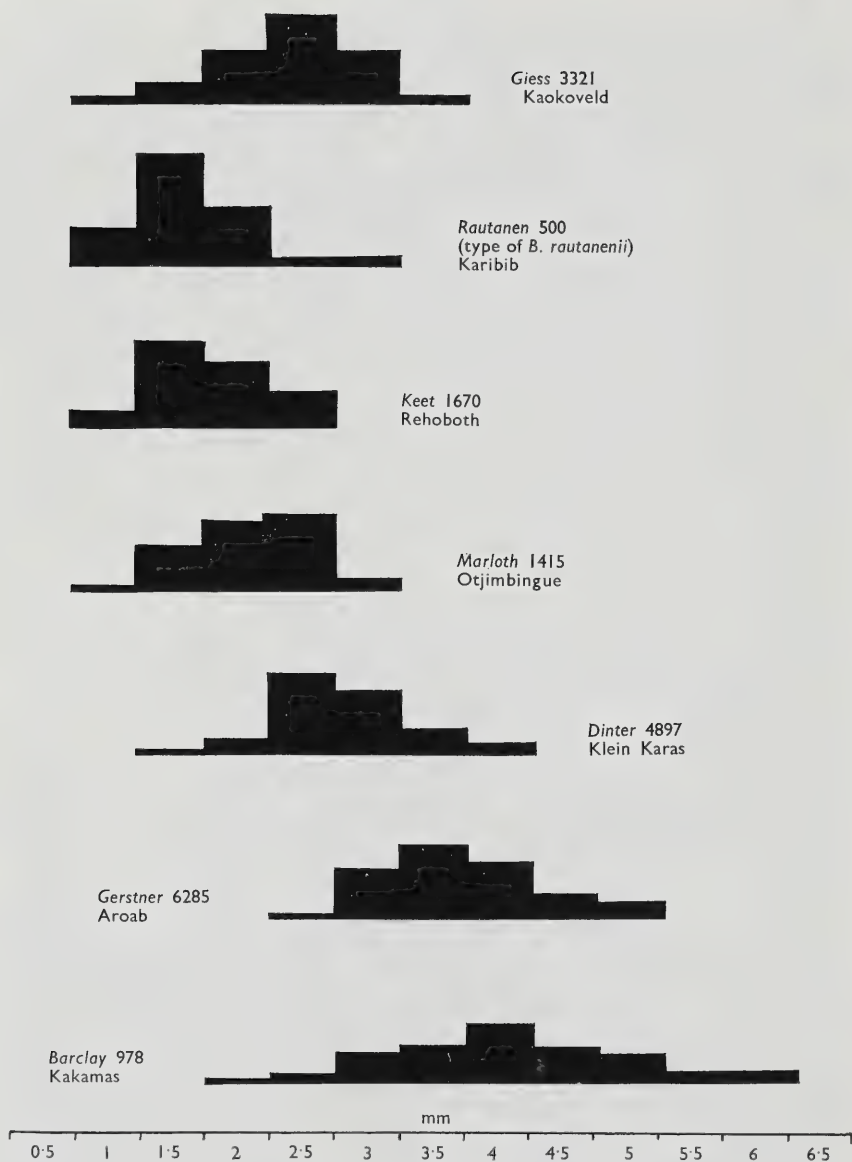 Giess 3321
Kaokoveld
Rautanen 500
(type of B. rautanenii)
Karibib
Keet 1670
Rehoboth
Marloth 1415
Otjimbingue
Dinter 4897
Klein Karas
Gerstner 6285
Aroab
Barclay 978
Kakamas
mm
0·5 1 1·5 2 2·5 3 3·5 4 4·5 5 5·5 6 6·5